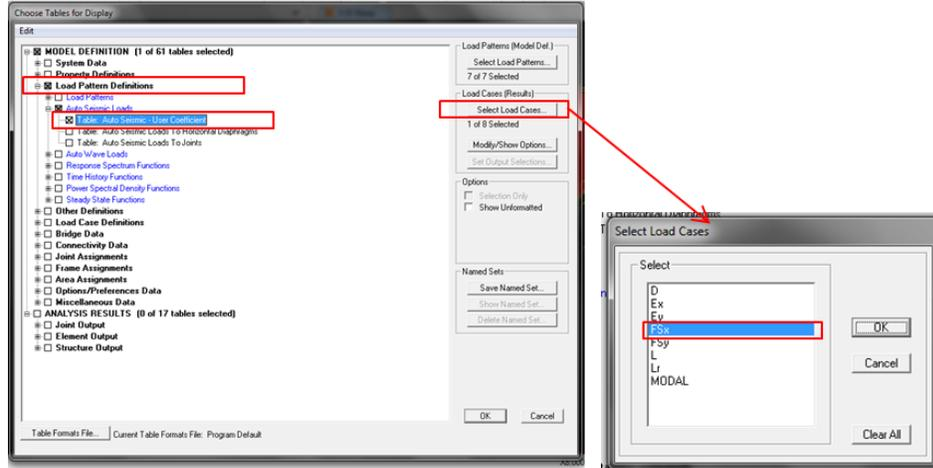 Choose Tables for Display
Edit
MODEL DEFINITION (1 of 61 tables selected)
System Data
Property Definitions
Load Pattern Definitions
Load Patterns
Auto Seismic Loads
Table: Auto Seismic - User Coefficient
Table: Auto Seismic Loads To Horizontal Diaphragms
Table: Auto Seismic Loads To Joints
Auto Wave Loads
Response Spectrum Functions
Time History Functions
Power Spectral Density Functions
Steady State Functions
Other Definitions
Load Case Definitions
Bridge Data
Connectivity Data
Joint Assignments
Frame Assignments
Area Assignments
Options/Preferences Data
Miscellaneous Data
ANALYSIS RESULTS (0 of 17 tables selected)
Joint Output
Element Output
Structure Output
Load Patterns (Model Def.)
Select Load Patterns...
7 of 7 Selected
Load Cases (Results)
Select Load Cases...
1 of 8 Selected
Modify/Show Options...
Set Output Selections...
Options
Selection Only
Show Unformatted
Named Sets
Save Named Set...
Show Named Set...
Delete Named Set...
OK
Cancel
Table Formats File...
Current Table Formats File: Program Default
To Horizontal Diaphragms
Select Load Cases
Select
D
Ex
Ey
FSx
FSy
L
Lr
MODAL
OK
Cancel
Clear All